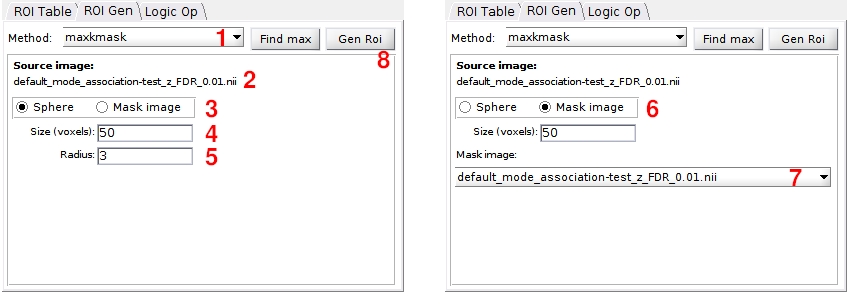 ROI Table ROI Gen Logic Op
Method: maxkmask 1 Find max Gen Roi
8
Source image:
default_mode_association-test_z_FDR_0.01.nii 2
Sphere Mask image 3
Size (voxels): 50 4
Radius: 3 5
ROI Table ROI Gen Logic Op
Method: maxkmask Find max Gen Roi
Source image:
default_mode_association-test_z_FDR_0.01.nii
Sphere Mask image 6
Size (voxels): 50
Mask image:
default_mode_association-test_z_FDR_0.01.nii 7